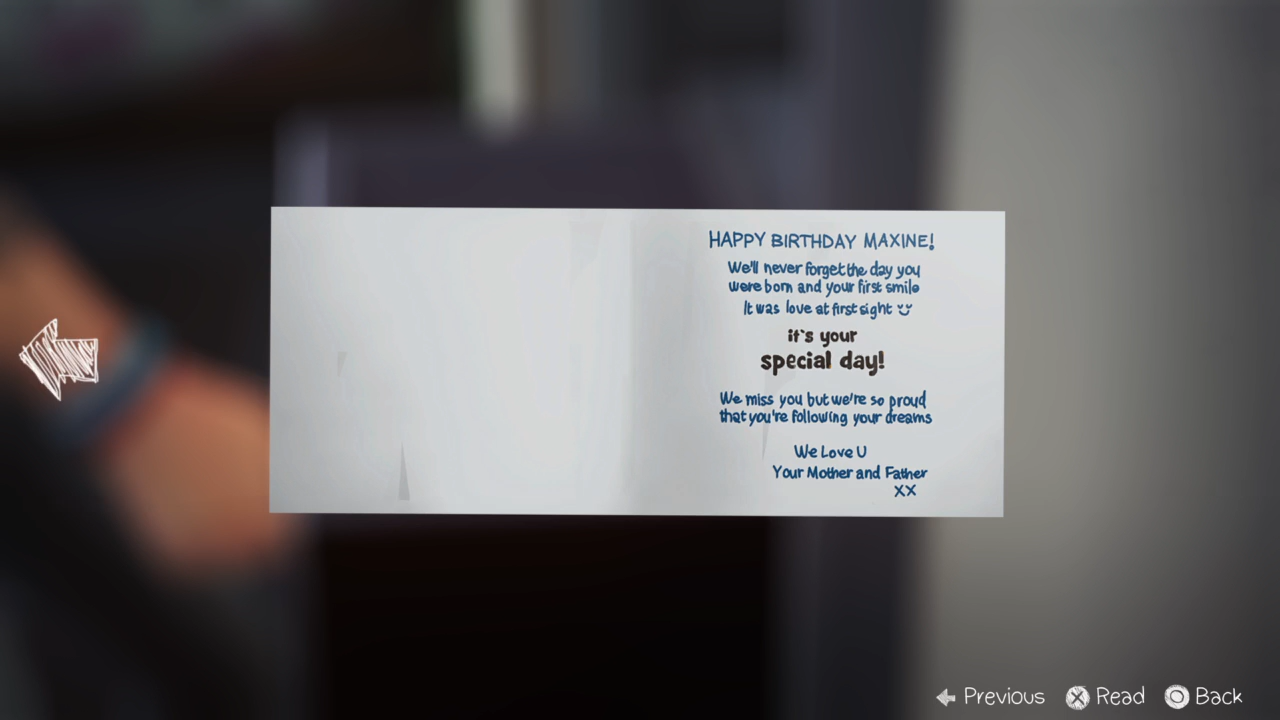 HAPPY BIRTHDAY MAXINE!
We'll never forget the day you
were born and your first smile
It was love at first sight
it's your
special day!
We miss you but we're so proud
that you're following your dreams
We Love U
Your Mother and Father
XX
Previous
Read
Back